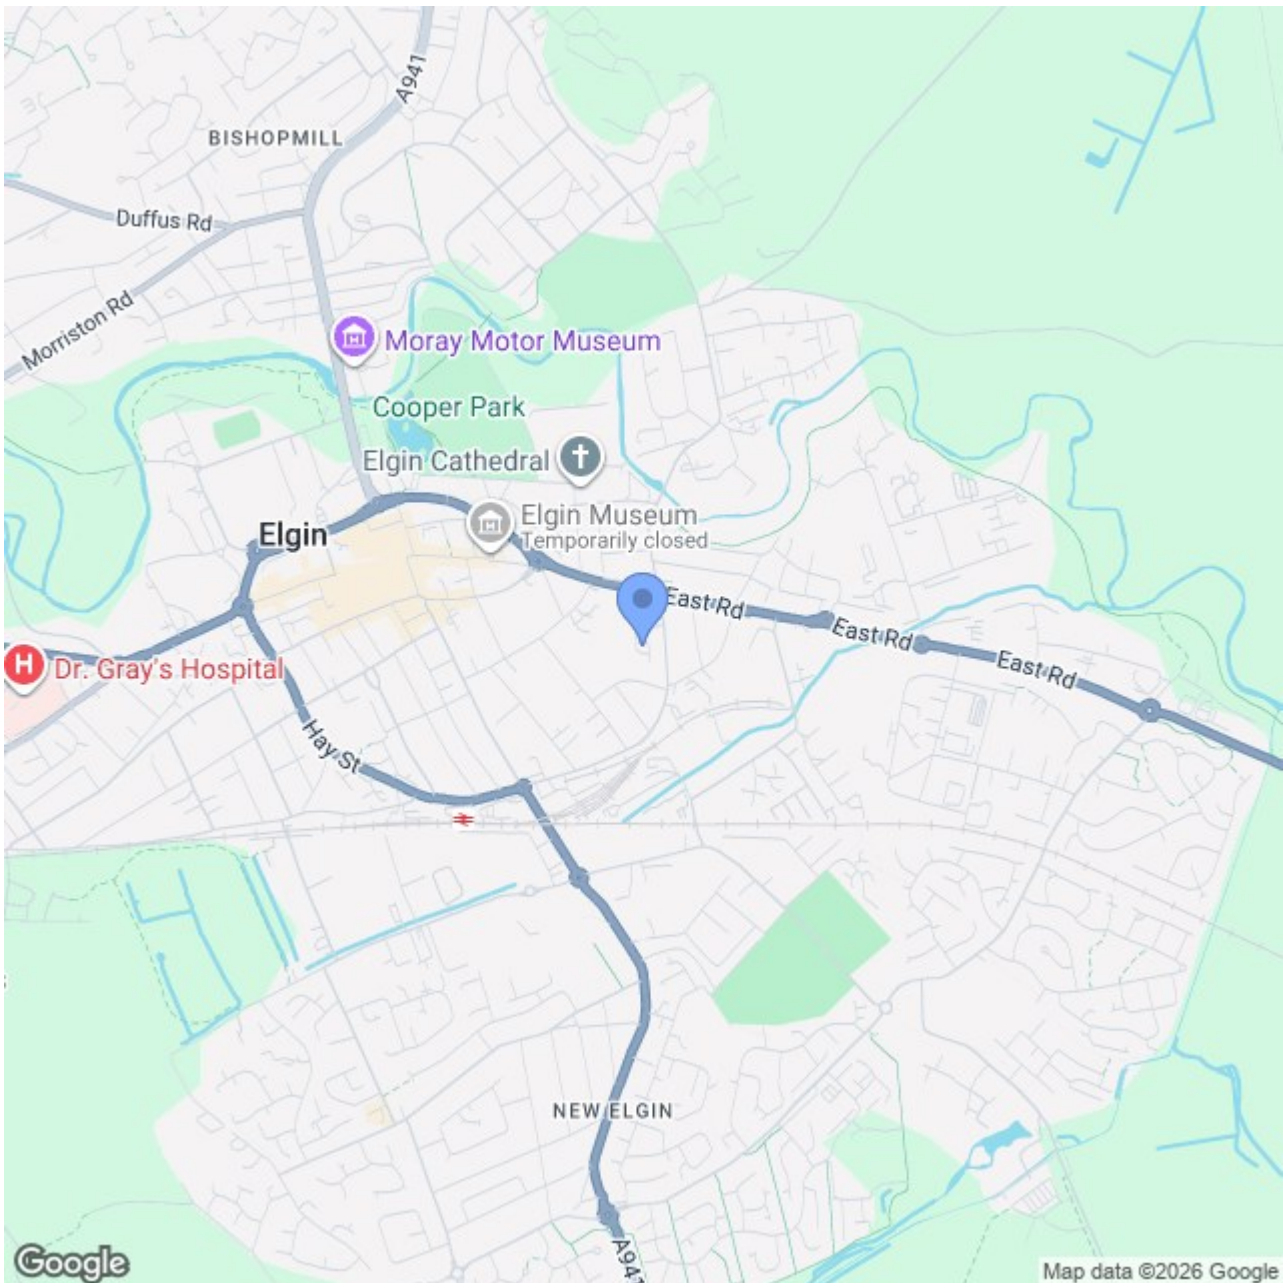 A941
BISHOPMILL
Duffus Rd
Morriston Rd
Moray Motor Museum
Cooper Park
Elgin Cathedral
Elgin Museum
Temporarily closed
Elgin
East Rd
East Rd
East Rd
H
Dr. Gray's Hospital
Hay St
NEW ELGIN
A941
Google
Map data ©2026 Google